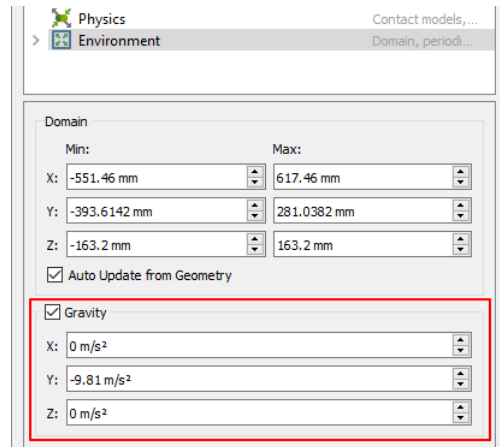 Physics Contact models,...
Environment Domain, periodi...
Domain
Min: Max:
X: -551.46 mm 617.46 mm
Y: -393.6142 mm 281.0382 mm
Z: -163.2 mm 163.2 mm
Auto Update from Geometry
Gravity
X: 0 m/s²
Y: -9.81 m/s²
Z: 0 m/s²